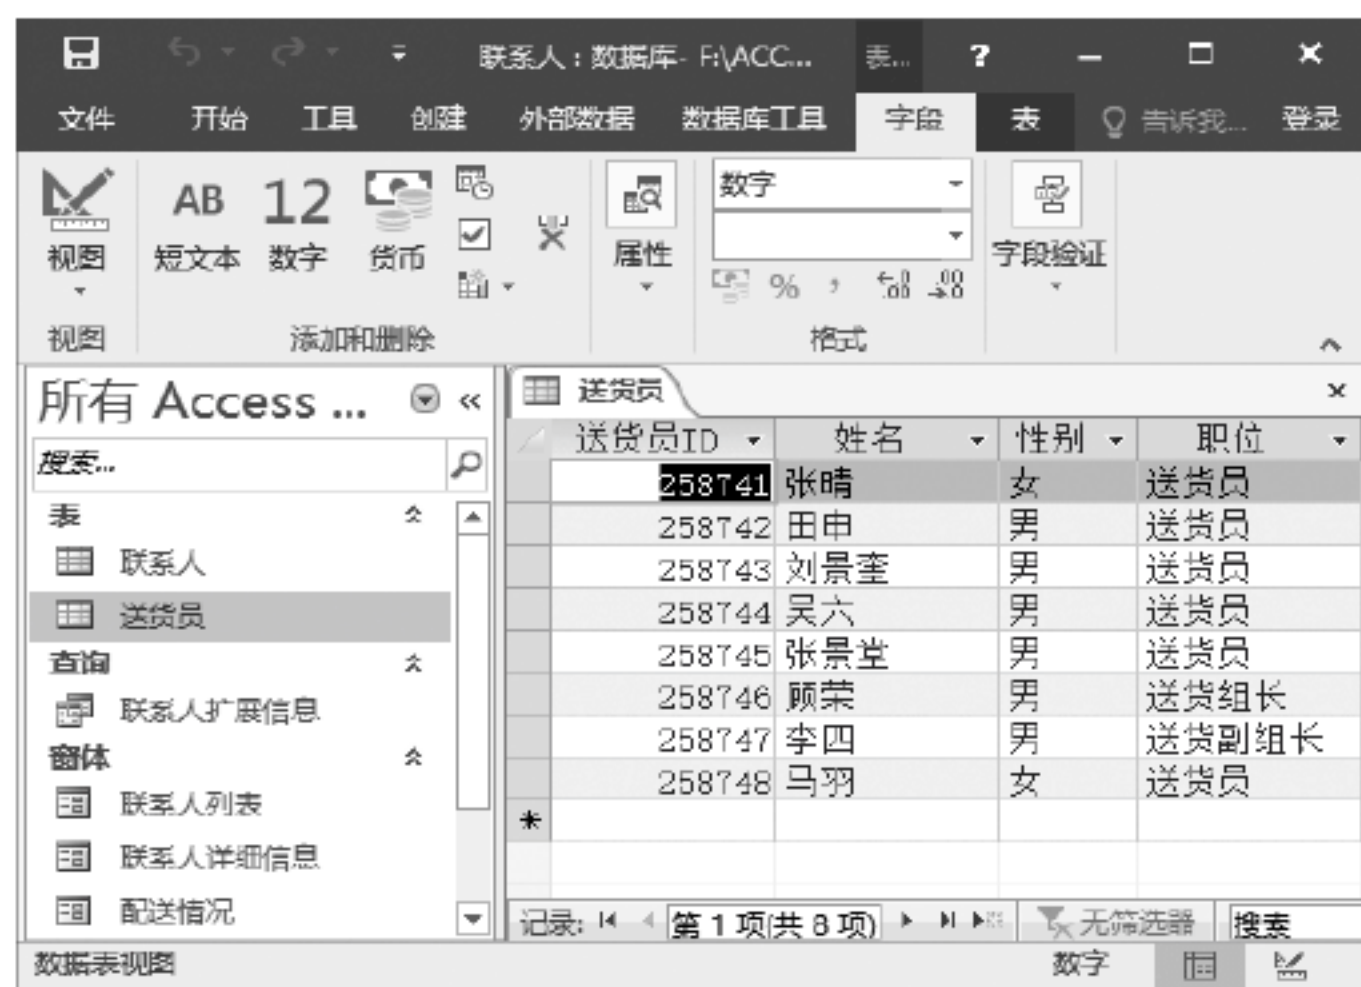 联系人：数据库- F:\ACC... 表... ?
文件 开始 工具 创建 外部数据 数据库工具 字段 表 告诉我... 登录
视图 AB 短文本 12 数字 货币 属性 数字 字段验证
% , .00 .00
视图 添加和删除 格式
所有 Access ... «
搜索...
表
联系人
送货员
查询
联系人扩展信息
窗体
联系人列表
联系人详细信息
配送情况
送货员
送货员ID 姓名 性别 职位
258741 张晴 女 送货员
258742 田申 男 送货员
258743 刘景奎 男 送货员
258744 吴六 男 送货员
258745 张景堂 男 送货员
258746 顾荣 男 送货组长
258747 李四 男 送货副组长
258748 马羽 女 送货员
记录: 第 1 项(共 8 项) 无筛选器 搜索
数据表视图 数字